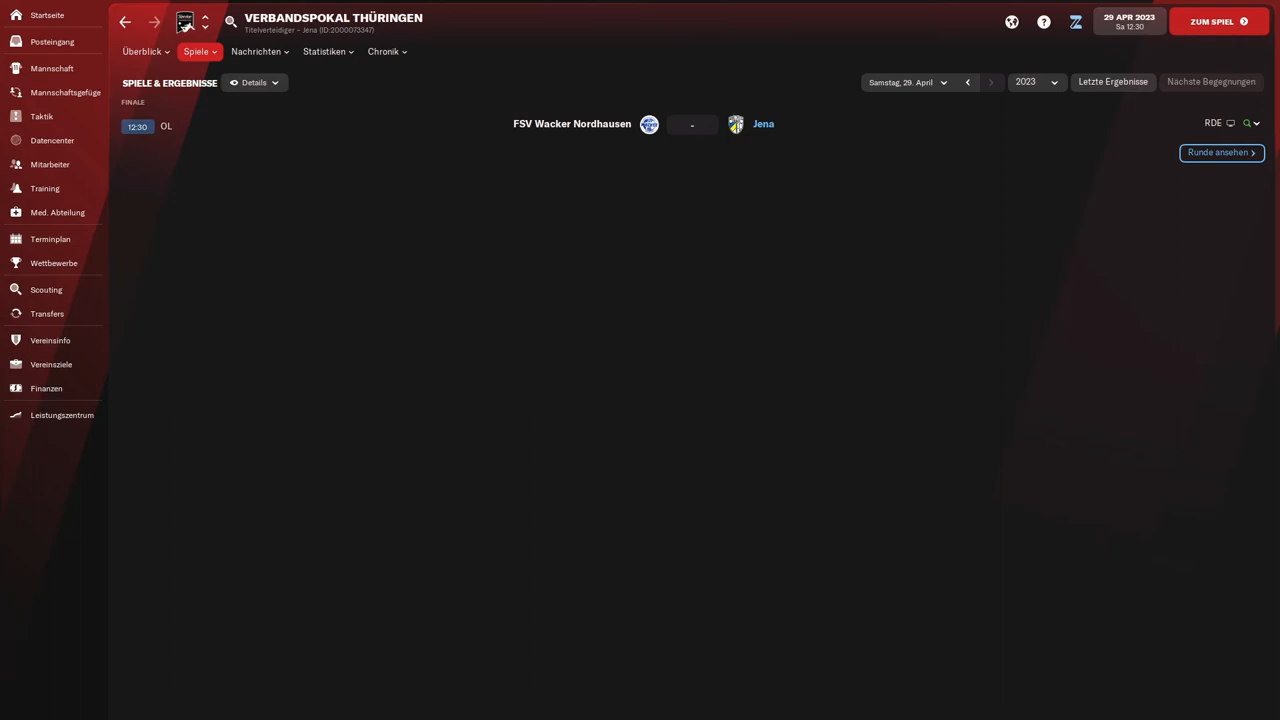 Startseite
Posteingang
Mannschaft
Mannschaftsgefüge
Taktik
Datencenter
Mitarbeiter
Training
Med. Abteilung
Terminplan
Wettbewerbe
Scouting
Transfers
Vereinsinfo
Vereinsziele
Finanzen
Leistungszentrum
VERBANDSPOKAL THÜRINGEN
Titelverteidiger - Jena (ID:2000073347)
29 APR 2023
Sa 12:30
ZUM SPIEL
Überblick
Spiele
Nachrichten
Statistiken
Chronik
SPIELE & ERGEBNISSE
Details
Samstag, 29. April
2023
Letzte Ergebnisse
Nächste Begegnungen
FINALE
12:30 OL FSV Wacker Nordhausen - Jena RDE
Runde ansehen